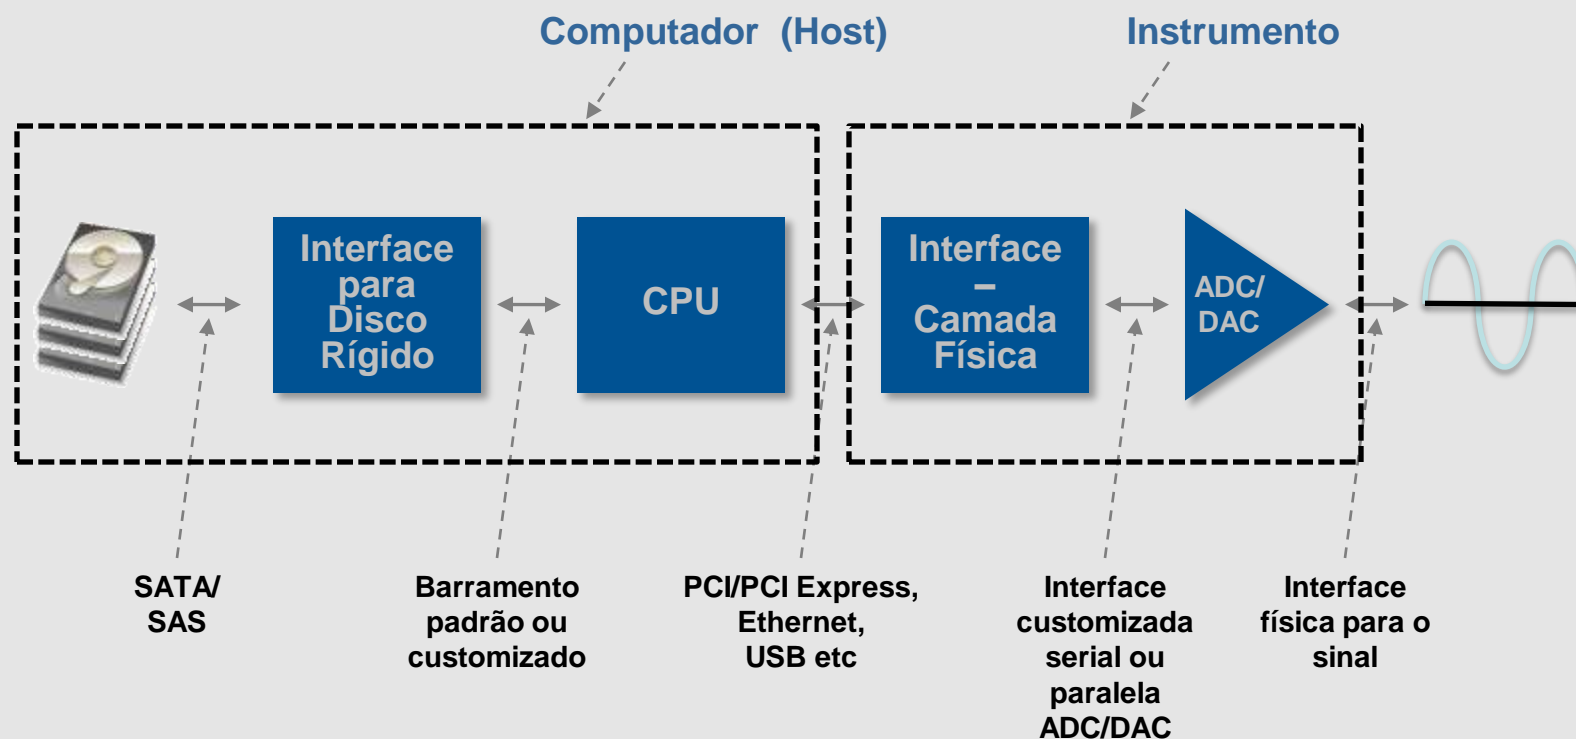 Computador (Host)
Instrumento
Interface
para
Disco
Rígido
CPU
Interface
–
Camada
Física
ADC/
DAC
SATA/
SAS
Barramento
padrão ou
customizado
PCI/PCI Express,
Ethernet,
USB etc
Interface
customizada
serial ou
paralela
ADC/DAC
Interface
física para o
sinal